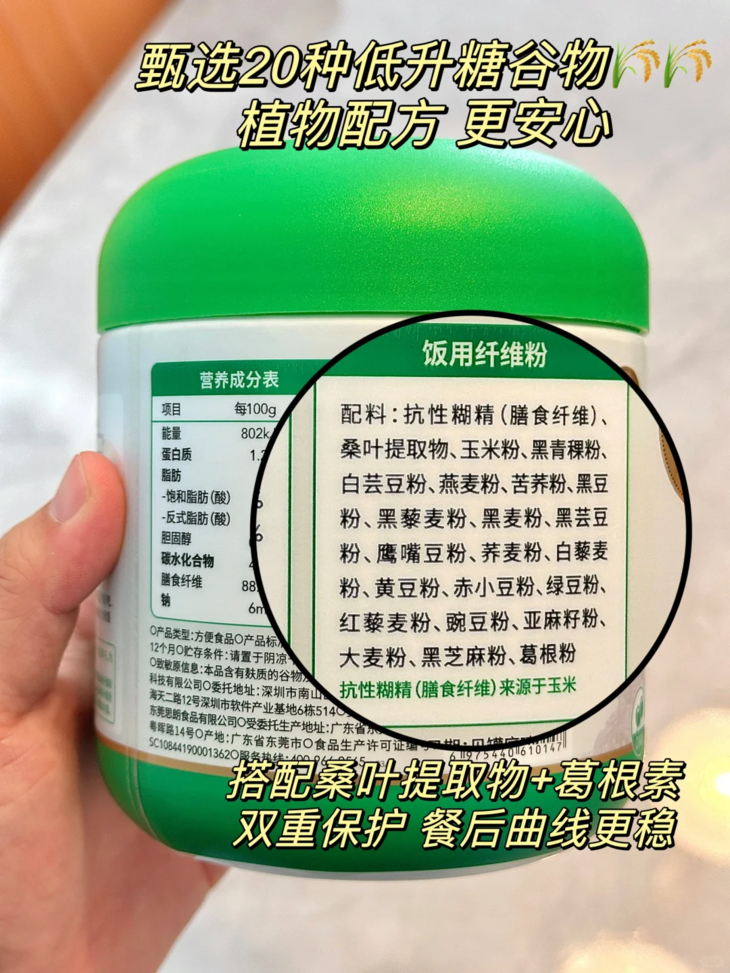 甄选20种低升糖谷物
植物配方 更安心
营养成分表
项目 每100g
能量 802k
蛋白质 1.2
脂肪
-饱和脂肪(酸)
-反式脂肪(酸)
胆固醇
碳水化合物
膳食纤维 88
钠 6m
饭用纤维粉
配料:抗性糊精(膳食纤维)、
桑叶提取物、玉米粉、黑青稞粉、
白芸豆粉、燕麦粉、苦荞粉、黑豆
粉、黑藜麦粉、黑麦粉、黑芸豆
粉、鹰嘴豆粉、荞麦粉、白藜麦
粉、黄豆粉、赤小豆粉、绿豆粉、
红藜麦粉、豌豆粉、亚麻籽粉、
大麦粉、黑芝麻粉、葛根粉
抗性糊精(膳食纤维)来源于玉米
○产品类型:方便食品○产品标
12个月○贮存条件:请置于阴凉
○致敏原信息:本品含有麸质的谷物
科技有限公司○委托地址:深圳市南山
海天二路12号深圳市软件产业基地6栋514○
东莞思朗食品有限公司○受委托生产地址:广东省东
粤晖路14号○产地:广东省东莞市○食品生产许可证编号
SC10844190001362○服务热线:400
6 975440 610147
搭配桑叶提取物+葛根素
双重保护 餐后曲线更稳